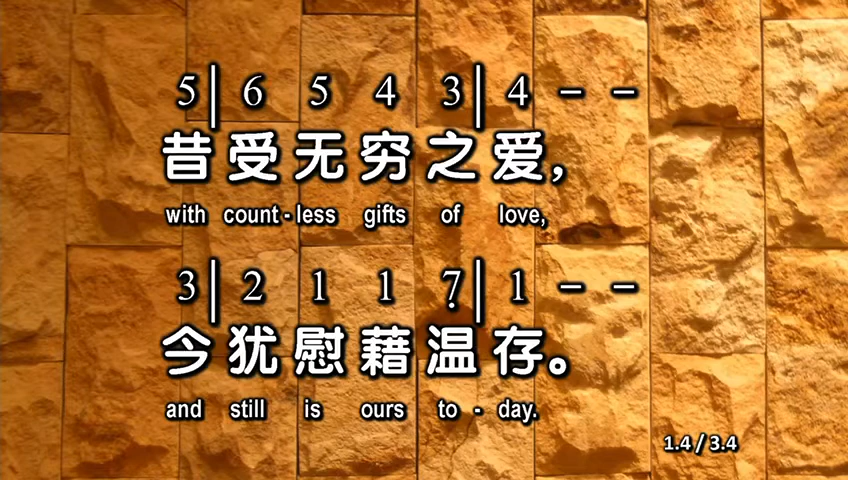 5| 6 5 4 3| 4 – –
昔受无穷之爱,
with count-less gifts of love,
3| 2 1 1 7̣| 1 – –
今犹慰藉温存。
and still is ours to-day.
1.4 / 3.4